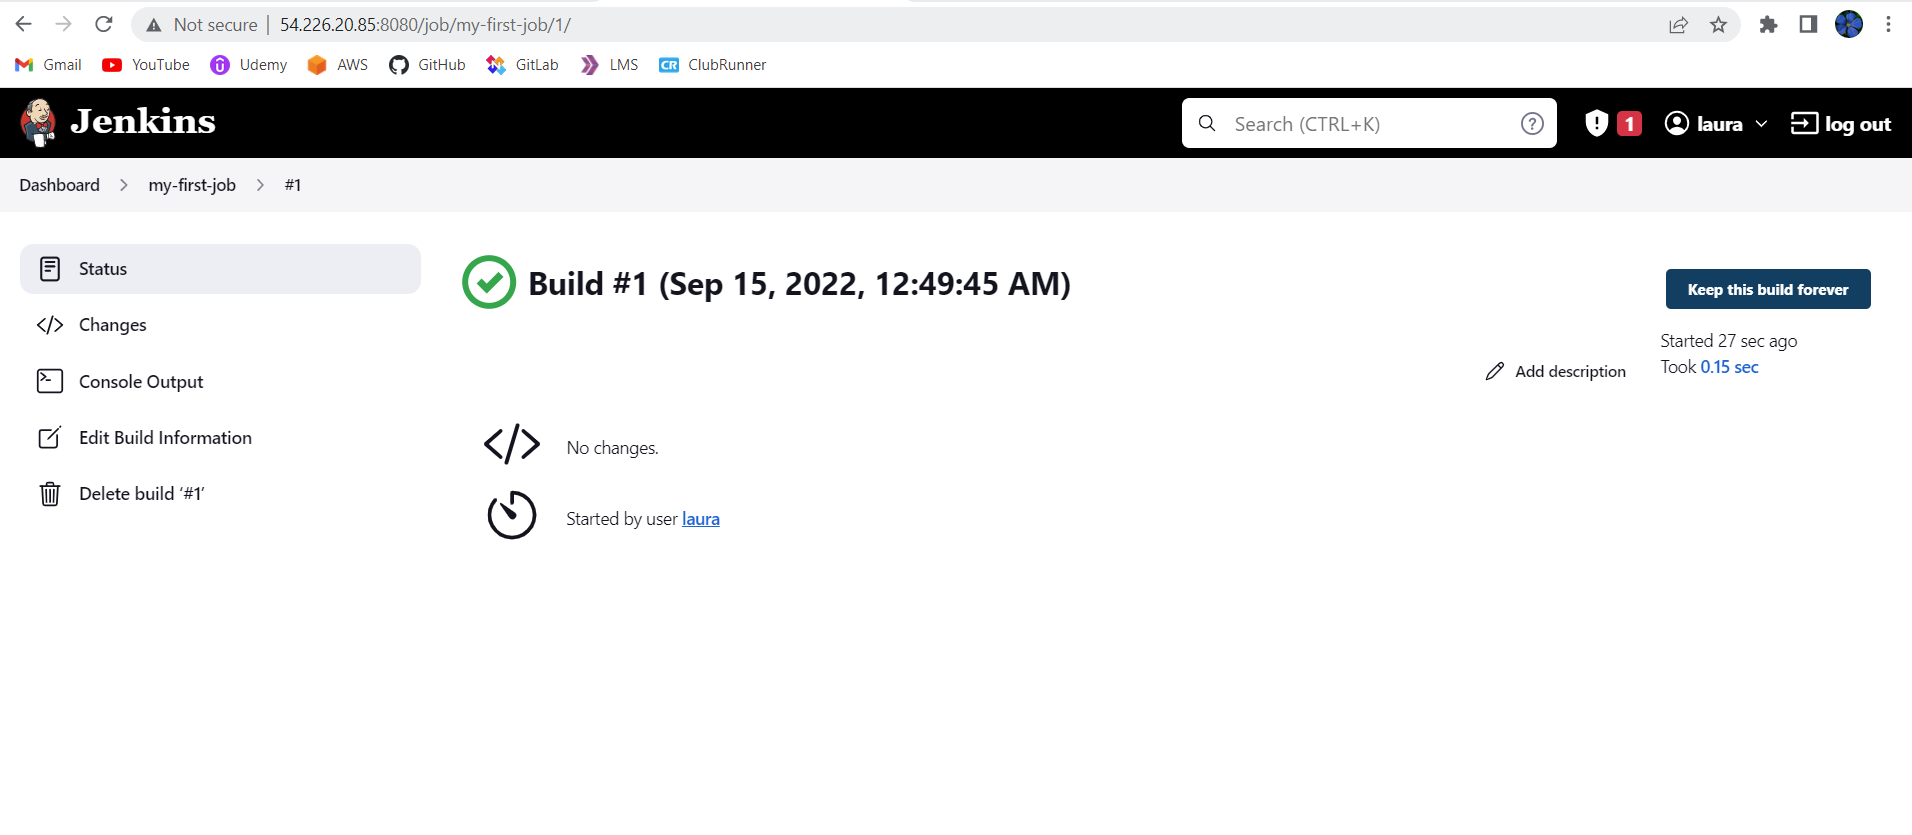 Not secure | 54.226.20.85:8080/job/my-first-job/1/
Gmail YouTube Udemy AWS GitHub GitLab LMS CR ClubRunner
Jenkins Search (CTRL+K) ? 1 laura log out
Dashboard > my-first-job > #1
Status
Changes
Console Output
Edit Build Information
Delete build ‘#1’
Build #1 (Sep 15, 2022, 12:49:45 AM)
Keep this build forever
Started 27 sec ago
Took 0.15 sec
Add description
No changes.
Started by user laura